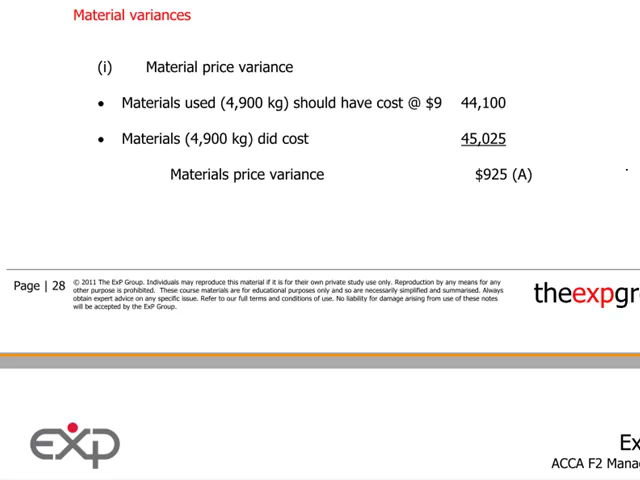 Material variances
(i) Material price variance
• Materials used (4,900 kg) should have cost @ $9 44,100
• Materials (4,900 kg) did cost 45,025
Materials price variance $925 (A)
Page | 28
© 2011 The ExP Group. Individuals may reproduce this material if it is for their own private study use only. Reproduction by any means for any
other purpose is prohibited. These course materials are for educational purposes only and so are necessarily simplified and summarised. Always
obtain expert advice on any specific issue. Refer to our full terms and conditions of use. No liability for damage arising from use of these notes
will be accepted by the ExP Group.
theexpgro
exp
Ex
ACCA F2 Manag